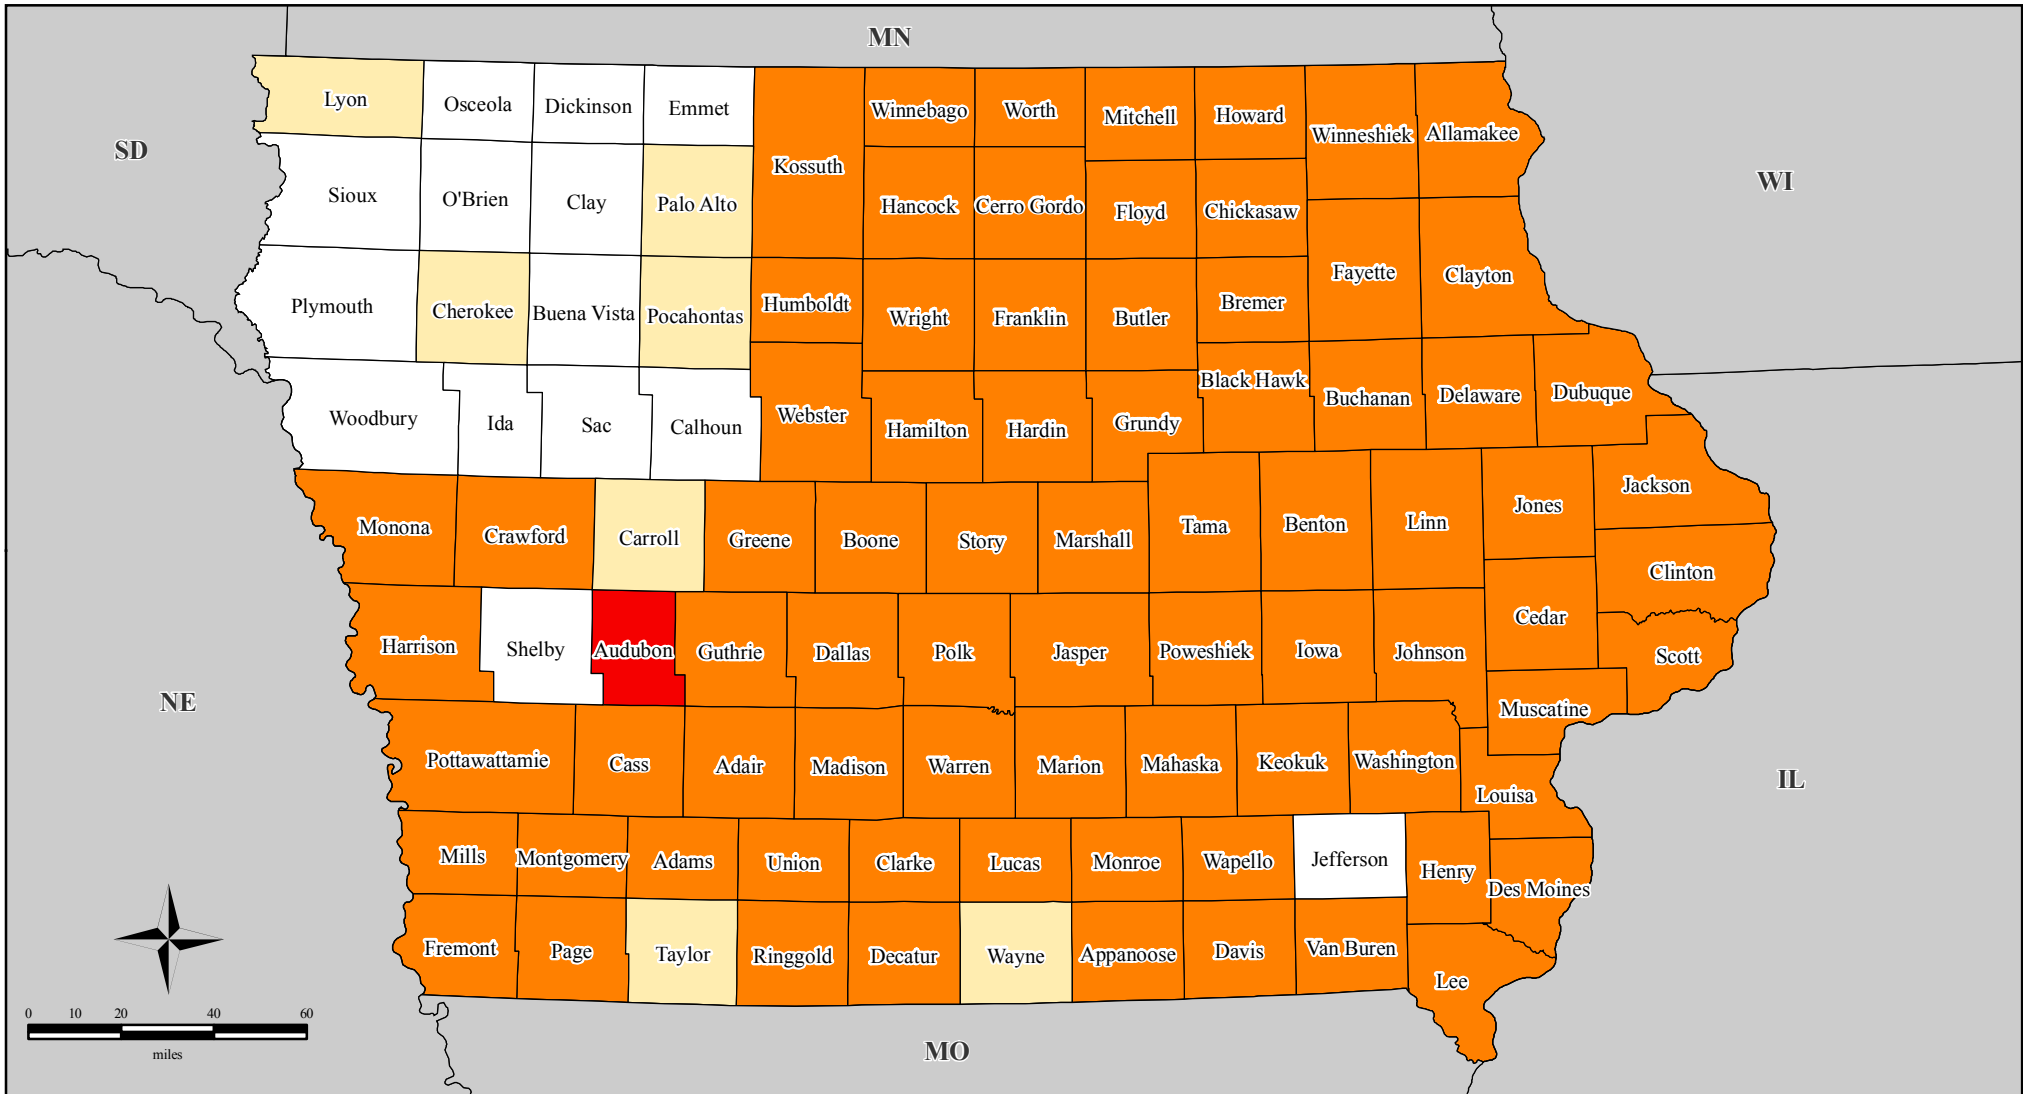 MN
SD
WI
NE
IL
MO
Lyon
Osceola
Dickinson
Emmet
Kossuth
Winnebago
Worth
Mitchell
Howard
Winneshiek
Allamakee
Sioux
O'Brien
Clay
Palo Alto
Hancock
Cerro Gordo
Floyd
Chickasaw
Fayette
Clayton
Plymouth
Cherokee
Buena Vista
Pocahontas
Humboldt
Wright
Franklin
Butler
Bremer
Black Hawk
Buchanan
Delaware
Dubuque
Woodbury
Ida
Sac
Calhoun
Webster
Hamilton
Hardin
Grundy
Monona
Crawford
Carroll
Greene
Boone
Story
Marshall
Tama
Benton
Linn
Jones
Jackson
Clinton
Harrison
Shelby
Audubon
Guthrie
Dallas
Polk
Jasper
Poweshiek
Iowa
Johnson
Cedar
Scott
Muscatine
Pottawattamie
Cass
Adair
Madison
Warren
Marion
Mahaska
Keokuk
Washington
Louisa
Mills
Montgomery
Adams
Union
Clarke
Lucas
Monroe
Wapello
Jefferson
Henry
Des Moines
Fremont
Page
Taylor
Ringgold
Decatur
Wayne
Appanoose
Davis
Van Buren
Lee
0 10 20 40 60
miles